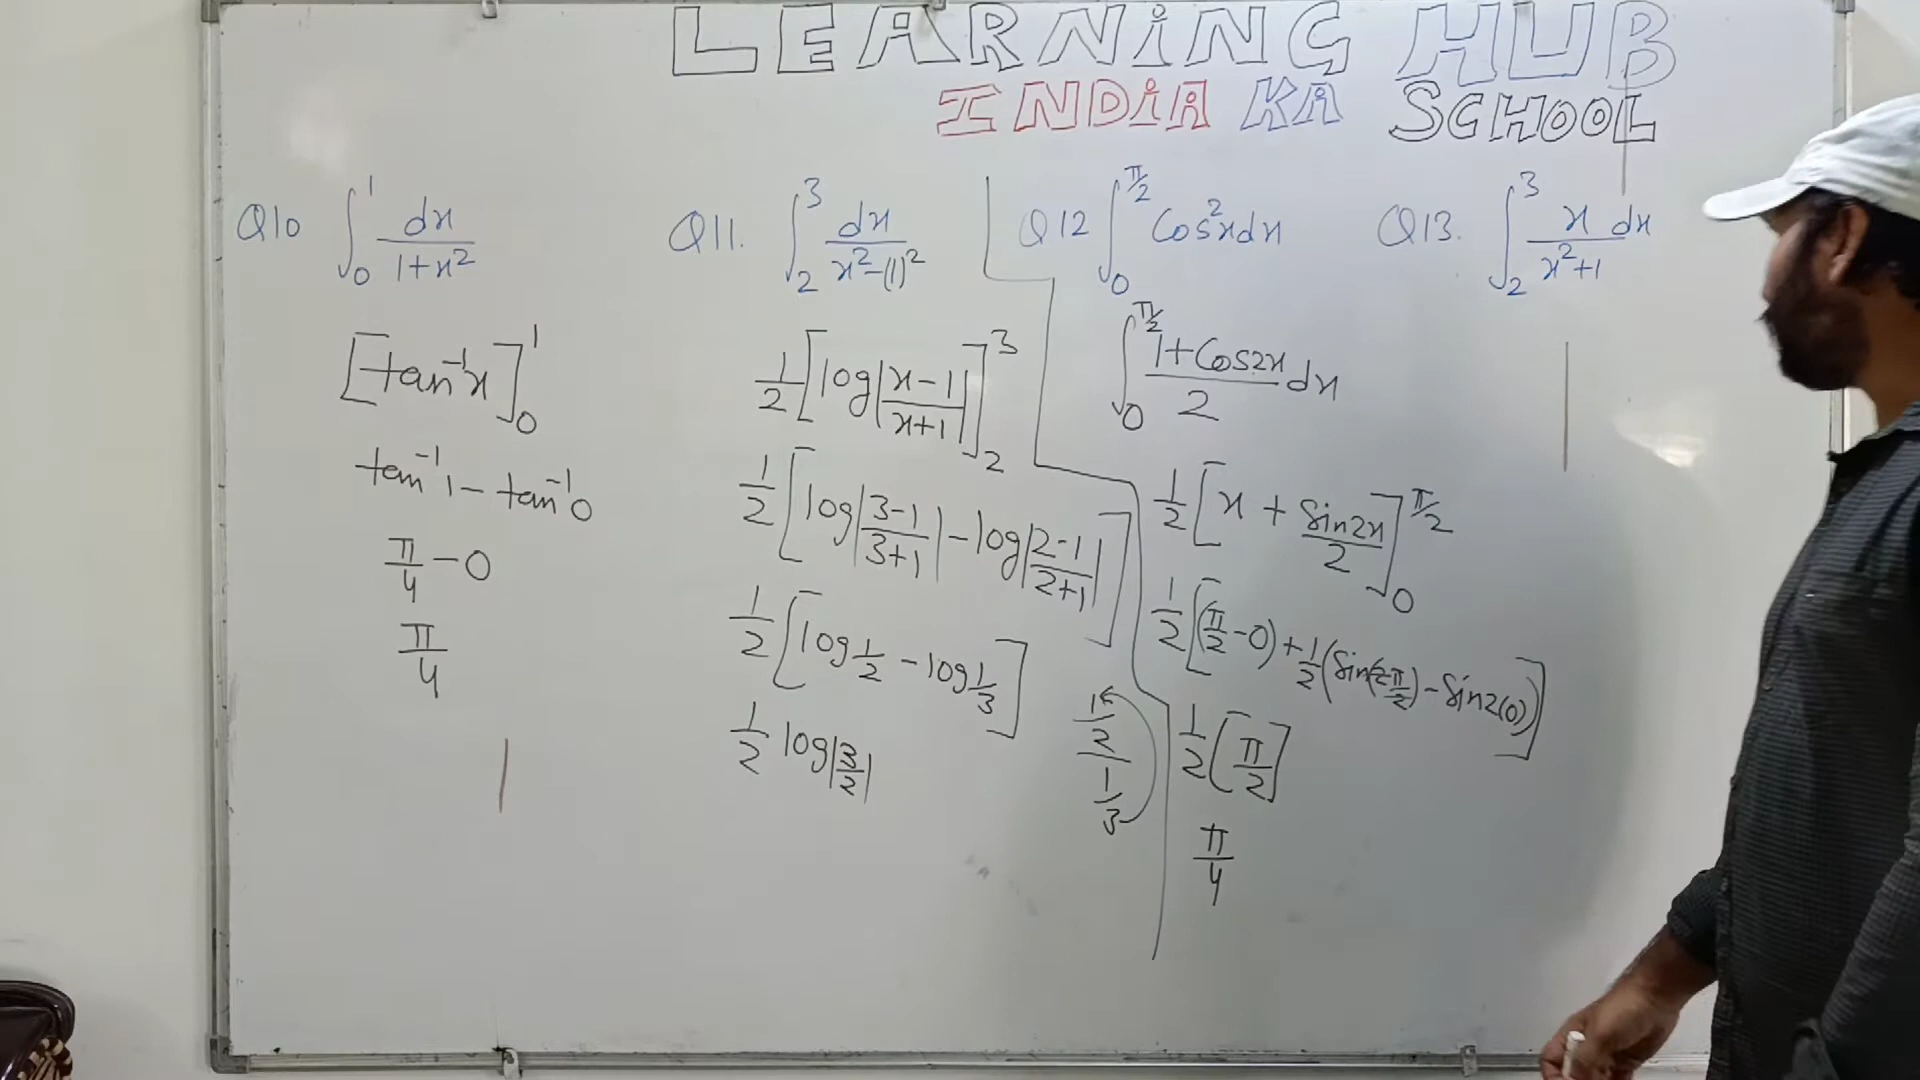 LEARNING HUB
INDIA KA SCHOOL
Q10 ∫₀¹ dx/(1+x²)
[tan⁻¹x]₀¹
tan⁻¹1 - tan⁻¹0
π/4 - 0
π/4
Q11. ∫₂³ dx/(x²-(1)²)
1/2 [log|(x-1)/(x+1)|]₂³
1/2 [log|(3-1)/(3+1)| - log|(2-1)/(2+1)|]
1/2 [log 1/2 - log 1/3]
1/2 log|3/2|
(1/2)/(1/3)
Q12 ∫₀^(π/2) Cos²x dx
∫₀^(π/2) (1+Cos2x)/2 dx
1/2 [x + Sin2x/2]₀^(π/2)
1/2 [(π/2 - 0) + 1/2 (Sin(2π/2) - Sin2(0))]
1/2 (π/2]
π/4
Q13. ∫₂³ x dx/(x²+1)